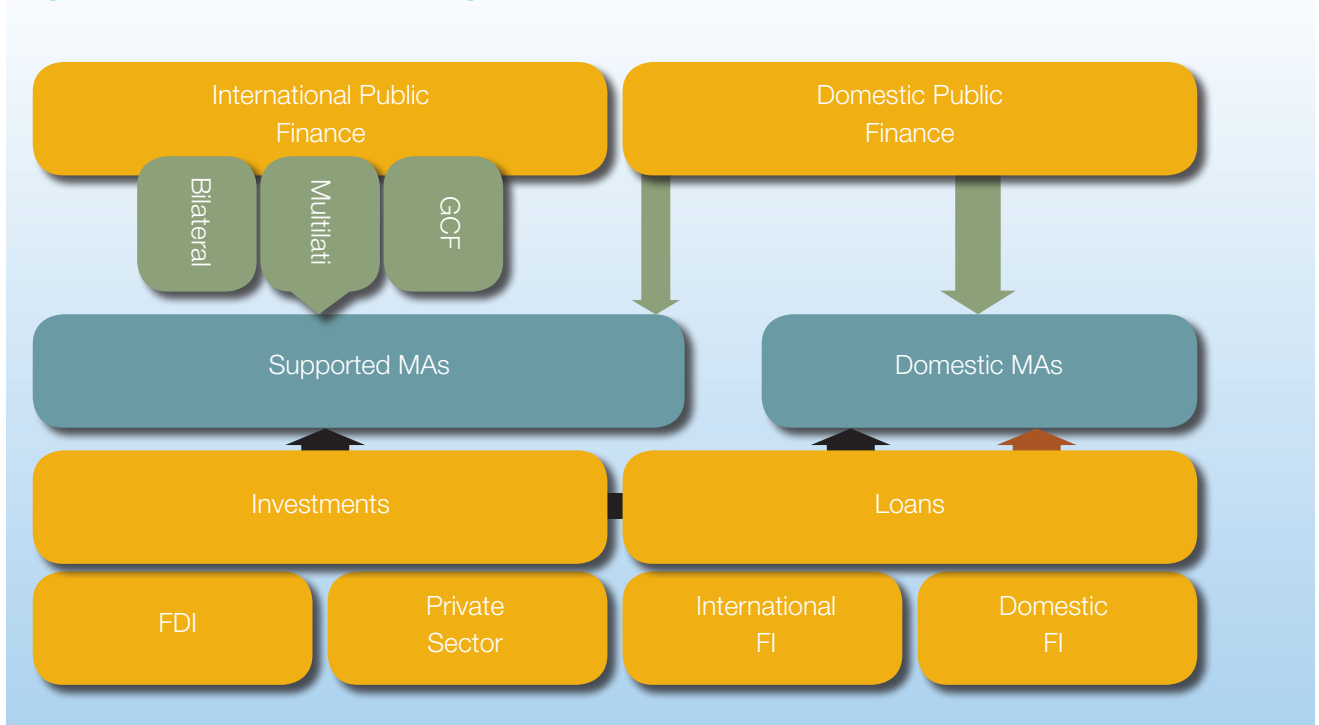 International Public
Finance
Domestic Public
Finance
Bilateral
Multilati
GCF
Supported MAs
Domestic MAs
Investments
Loans
FDI
Private
Sector
International
FI
Domestic
FI